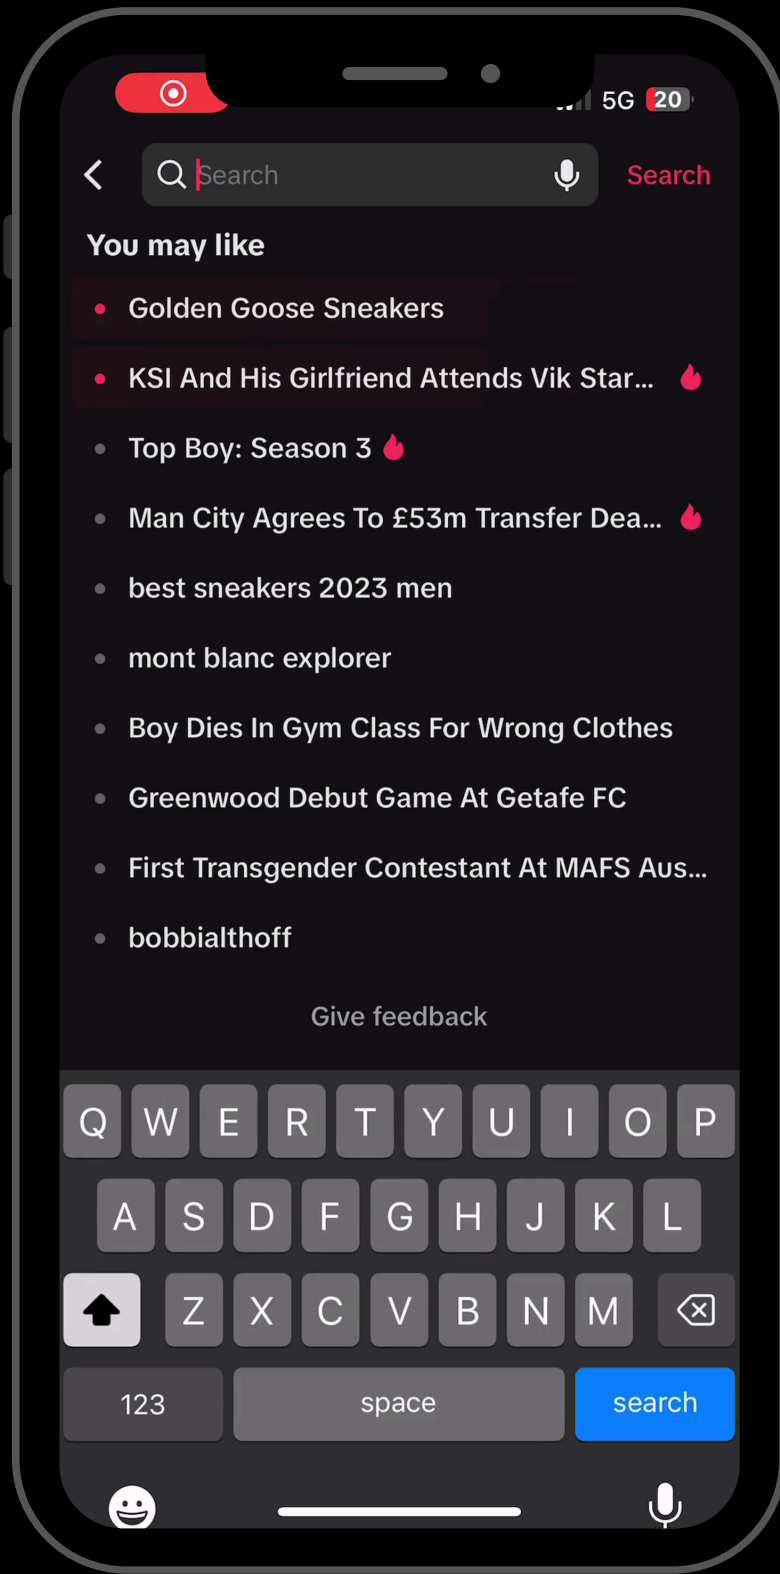 5G 20
Search Search
You may like
Golden Goose Sneakers
KSI And His Girlfriend Attends Vik Star...
Top Boy: Season 3
Man City Agrees To £53m Transfer Dea...
best sneakers 2023 men
mont blanc explorer
Boy Dies In Gym Class For Wrong Clothes
Greenwood Debut Game At Getafe FC
First Transgender Contestant At MAFS Aus...
bobbialthoff
Give feedback
Q W E R T Y U I O P
A S D F G H J K L
Z X C V B N M
123 space search